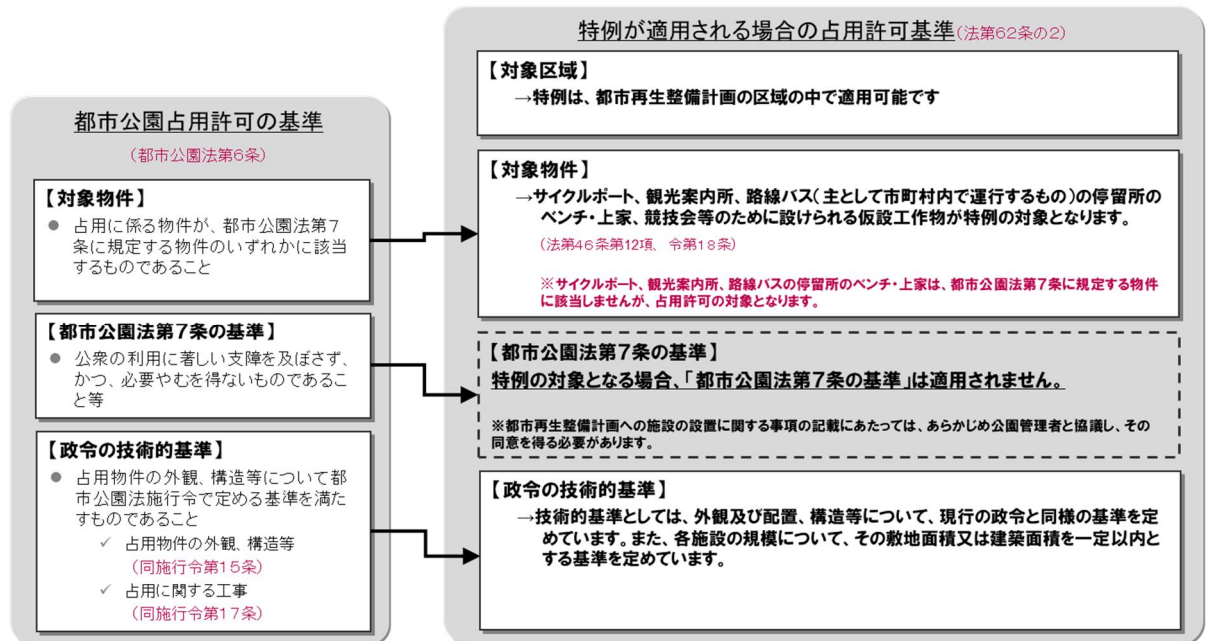 都市公園占用許可の基準
(都市公園法第6条)
【対象物件】
● 占用に係る物件が、都市公園法第7
条に規定する物件のいずれかに該当
するものであること
【都市公園法第7条の基準】
● 公衆の利用に著しい支障を及ぼさず、
かつ、必要やむを得ないものであるこ
と等
【政令の技術的基準】
● 占用物件の外観、構造等について都
市公園法施行令で定める基準を満た
すものであること
✓ 占用物件の外観、構造等
(同施行令第15条)
✓ 占用に関する工事
(同施行令第17条)
特例が適用される場合の占用許可基準(法第62条の2)
【対象区域】
→特例は、都市再生整備計画の区域の中で適用可能です
【対象物件】
→サイクルポート、観光案内所、路線バス(主として市町村内で運行するもの)の停留所の
ベンチ・上家、競技会等のために設けられる仮設工作物が特例の対象となります。
(法第46条第12項、令第18条)
※サイクルポート、観光案内所、路線バスの停留所のベンチ・上家は、都市公園法第7条に規定する物件
に該当しませんが、占用許可の対象となります。
【都市公園法第7条の基準】
特例の対象となる場合、「都市公園法第7条の基準」は適用されません。
※都市再生整備計画への施設の設置に関する事項の記載にあたっては、あらかじめ公園管理者と協議し、その
同意を得る必要があります。
【政令の技術的基準】
→技術的基準としては、外観及び配置、構造等について、現行の政令と同様の基準を定
めています。また、各施設の規模について、その敷地面積又は建築面積を一定以内と
する基準を定めています。